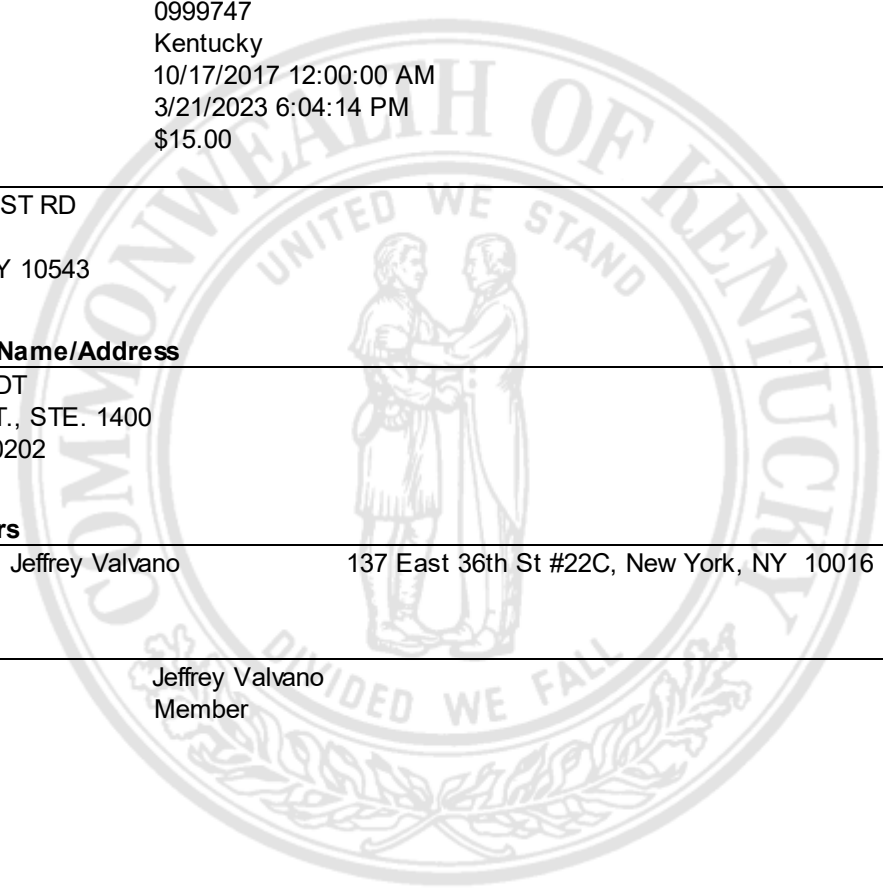 0999747
Kentucky
10/17/2017 12:00:00 AM
3/21/2023 6:04:14 PM
$15.00
ST RD
Y 10543
Name/Address
DT
T., STE. 1400
0202
rs
Jeffrey Valvano 137 East 36th St #22C, New York, NY 10016
Jeffrey Valvano
Member
COMMONWEALTH OF KENTUCKY
UNITED WE STAND
DIVIDED WE FALL